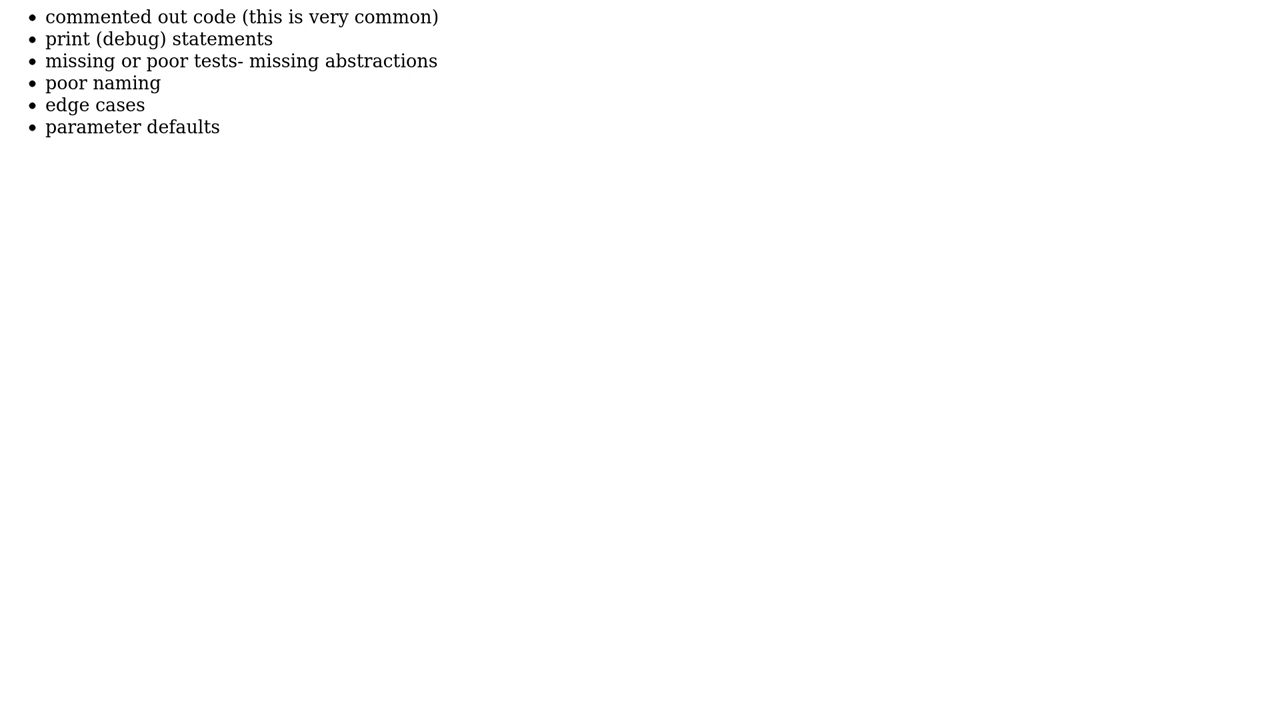 • commented out code (this is very common)
• print (debug) statements
• missing or poor tests- missing abstractions
• poor naming
• edge cases
• parameter defaults